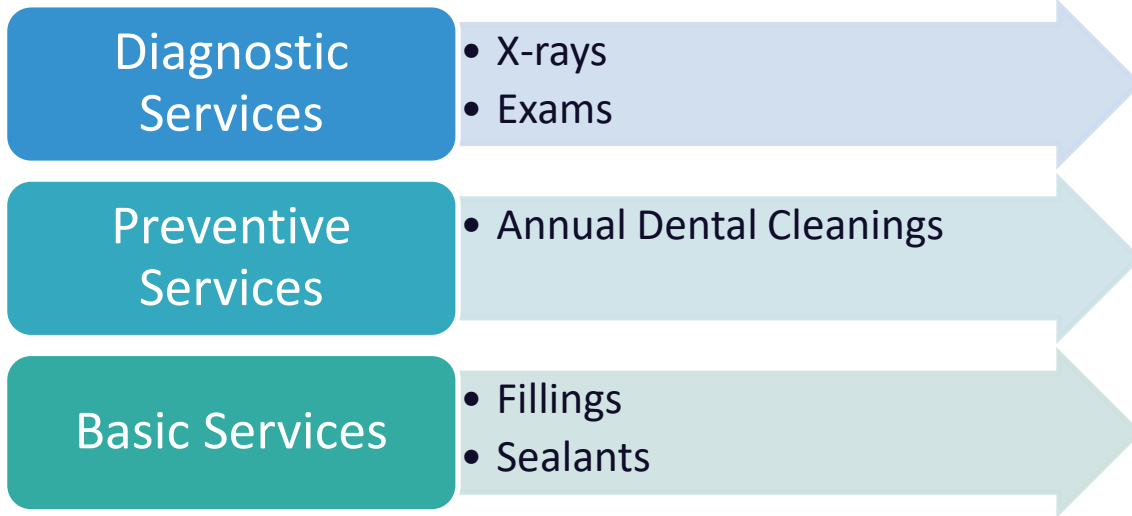 Diagnostic
Services
• X-rays
• Exams
Preventive
Services
• Annual Dental Cleanings
Basic Services
• Fillings
• Sealants